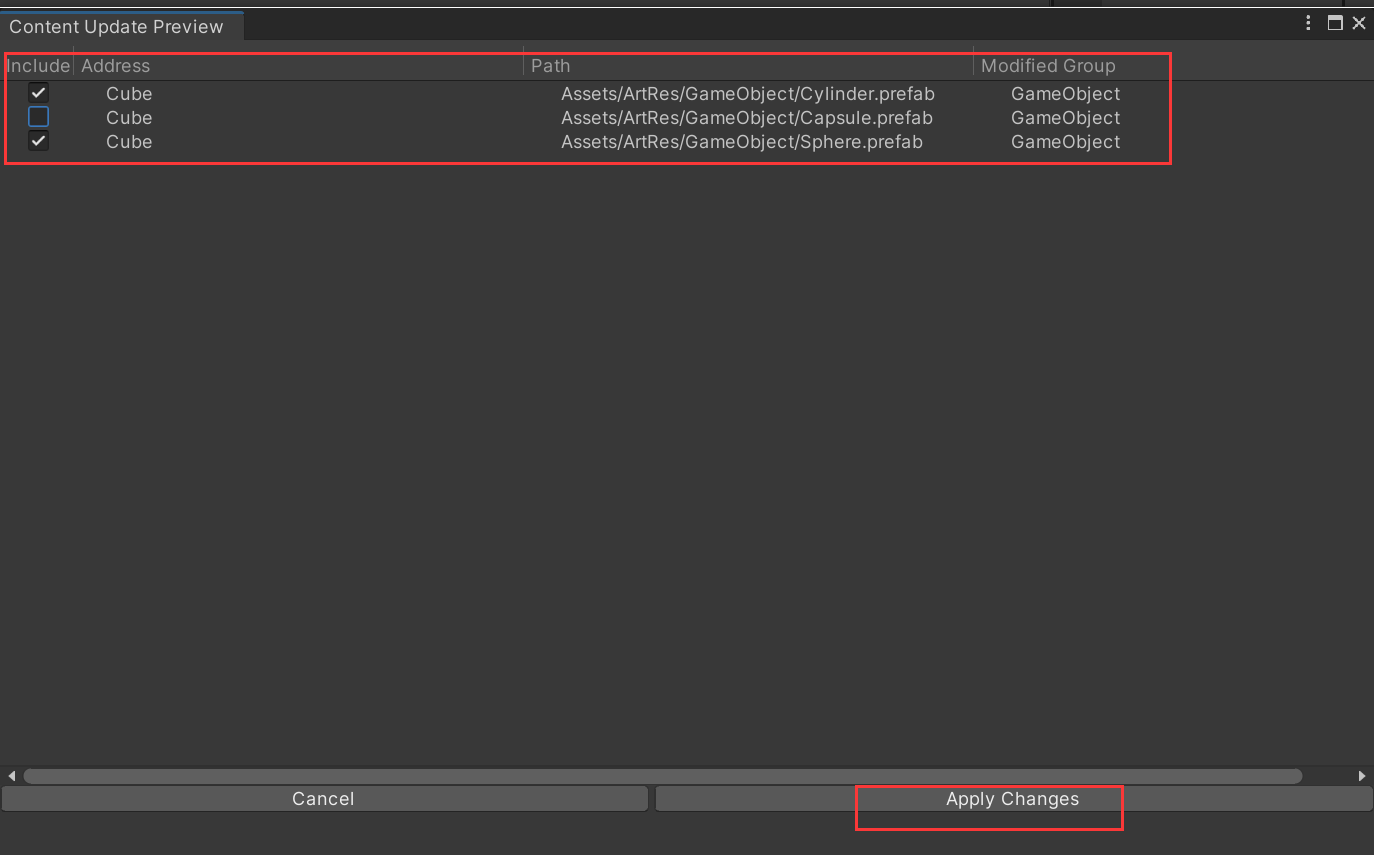 Content Update Preview
Include Address Path Modified Group
Cube Assets/ArtRes/GameObject/Cylinder.prefab GameObject
Cube Assets/ArtRes/GameObject/Capsule.prefab GameObject
Cube Assets/ArtRes/GameObject/Sphere.prefab GameObject
Cancel Apply Changes